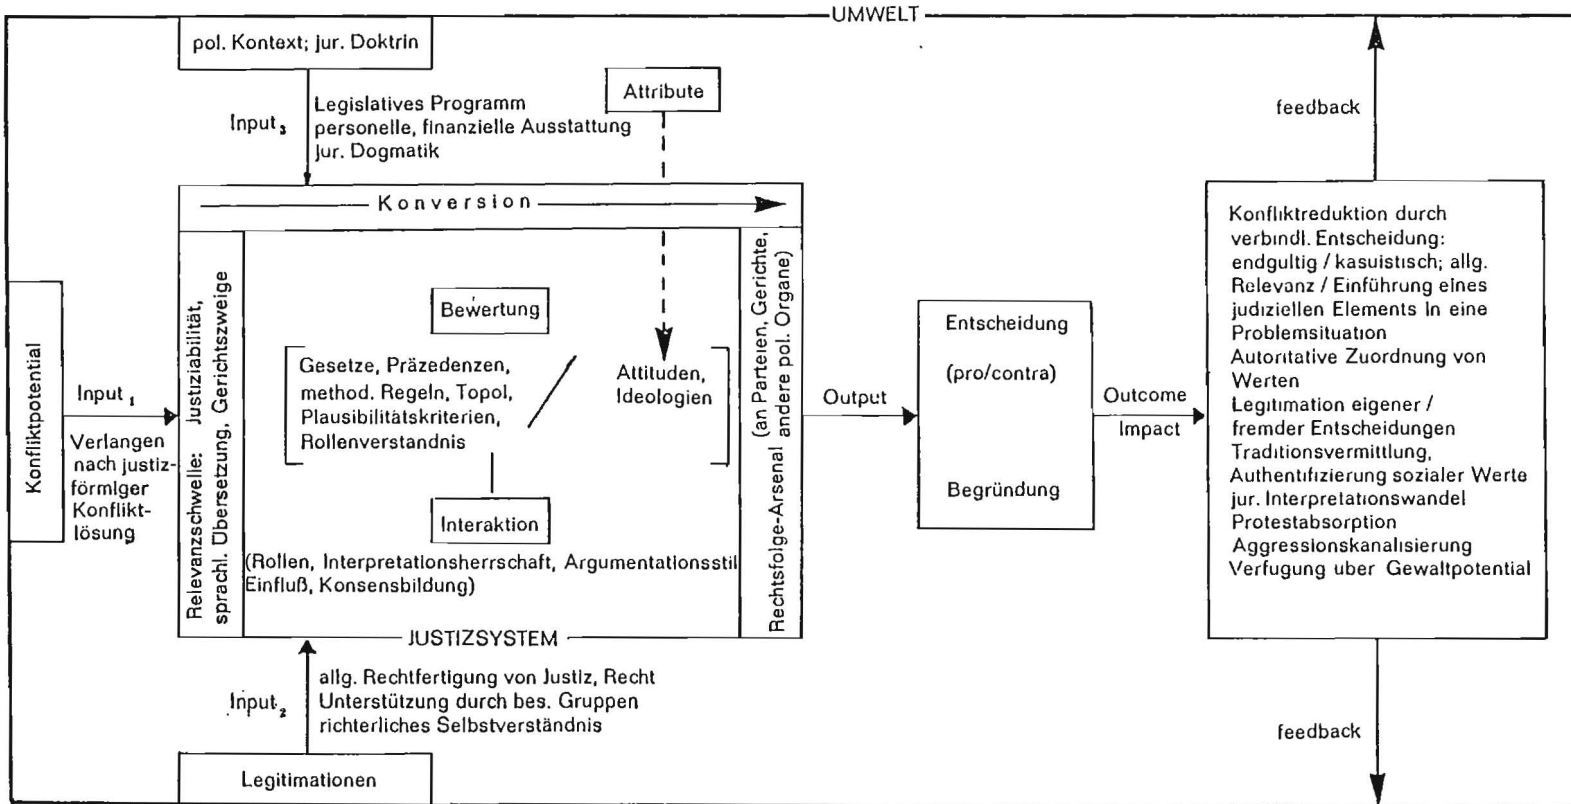 UMWELT
pol. Kontext; jur. Doktrin
Attribute
Input₃
Legislatives Programm
personelle, finanzielle Ausstattung
jur. Dogmatik
feedback
Konversion
Konfliktpotential
Input₁
Verlangen
nach justiz-
förmiger
Konflikt-
lösung
Relevanzschwelle: Justiziabilität,
sprachl. Übersetzung, Gerichtszweige
Bewertung
Gesetze, Präzedenzen,
method. Regeln, Topol,
Plausibilitätskriterien,
Rollenverstandnis
Attituden,
Ideologien
Interaktion
(Rollen, Interpretationsherrschaft, Argumentationsstil
Einfluß, Konsensbildung)
Rechtsfolge-Arsenal (an Parteien, Gerichte,
andere pol. Organe)
JUSTIZSYSTEM
Output
Entscheidung
(pro/contra)
Begründung
Outcome
Impact
Konfliktreduktion durch
verbindl. Entscheidung:
endgultig / kasuistisch; allg.
Relevanz / Einführung eines
judiziellen Elements in eine
Problemsituation
Autoritative Zuordnung von
Werten
Legitimation eigener /
fremder Entscheidungen
Traditionsvermittlung,
Authentifizierung sozialer Werte
jur. Interpretationswandel
Protestabsorption
Aggressionskanalisierung
Verfugung uber Gewaltpotential
Input₂
allg. Rechtfertigung von Justiz, Recht
Unterstützung durch bes. Gruppen
richterliches Selbstverständnis
Legitimationen
feedback